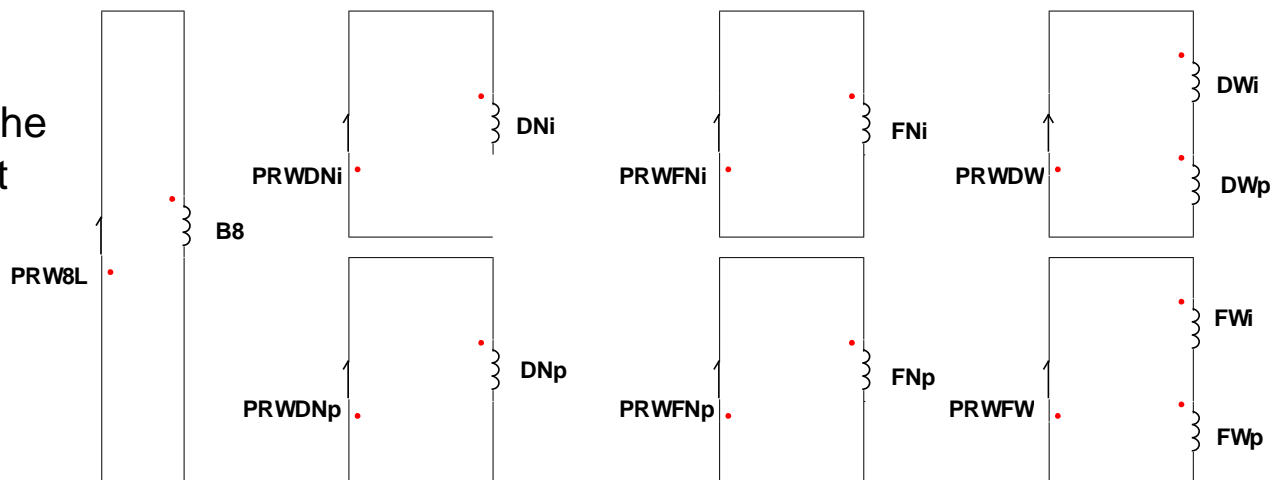 he
t
PRW8L
B8
PRWDNi
DNi
PRWFNi
FNi
PRWDW
DWi
DWp
PRWDNp
DNp
PRWFNp
FNp
PRWFW
FWi
FWp